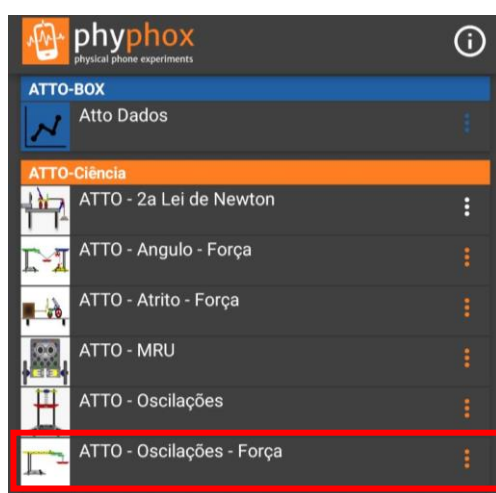 phyphox
physical phone experiments
ATTO-BOX
Atto Dados
ATTO-Ciência
ATTO - 2a Lei de Newton
ATTO - Angulo - Força
ATTO - Atrito - Força
ATTO - MRU
ATTO - Oscilações
ATTO - Oscilações - Força